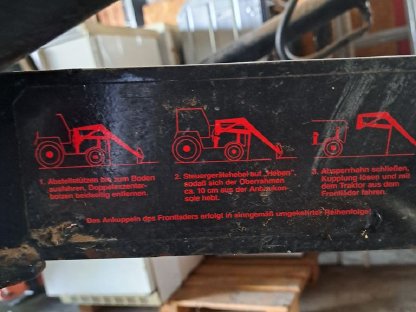 1. Abstellstützen bis zum Boden
ausfahren, Doppelexzenter-
bolzen beidseitig entfernen.
2. Steuergerätehebel auf „Heben",
sodaß sich der Oberrahmen
ca. 10 cm aus der Anbaukon-
sole hebt.
3. Absperrhahn schließen,
Kupplung lösen und mit
dem Traktor aus dem
Frontlader fahren.
Das Ankuppeln des Frontladers erfolgt in sinngemäß umgekehrter Reihenfolge!